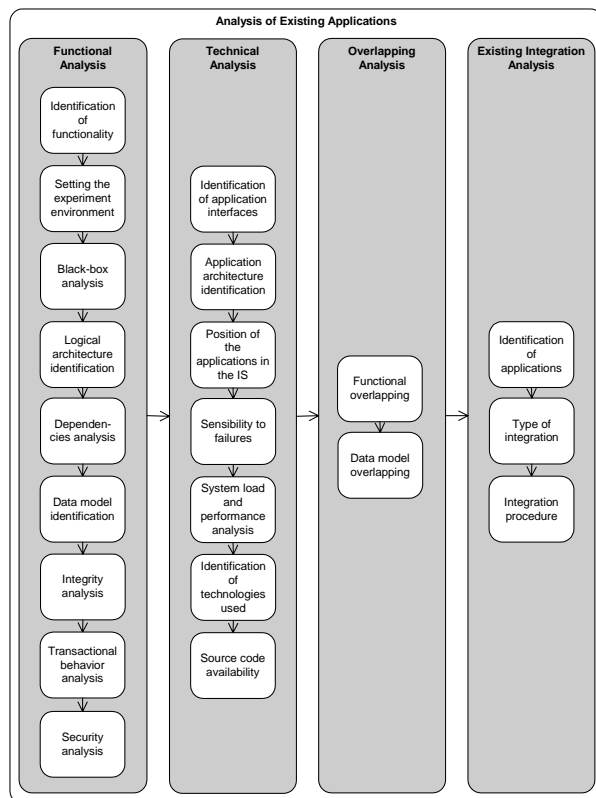 Analysis of Existing Applications
Functional
Analysis
Identification
of
functionality
Setting the
experiment
environment
Black-box
analysis
Logical
architecture
identification
Dependen-
cies analysis
Data model
identification
Integrity
analysis
Transactional
behavior
analysis
Security
analysis
Technical
Analysis
Identification
of application
interfaces
Application
architecture
identification
Position of
the
applications in
the IS
Sensibility to
failures
System load
and
performance
analysis
Identification
of
technologies
used
Source code
availability
Overlapping
Analysis
Functional
overlapping
Data model
overlapping
Existing Integration
Analysis
Identification
of
applications
Type of
integration
Integration
procedure